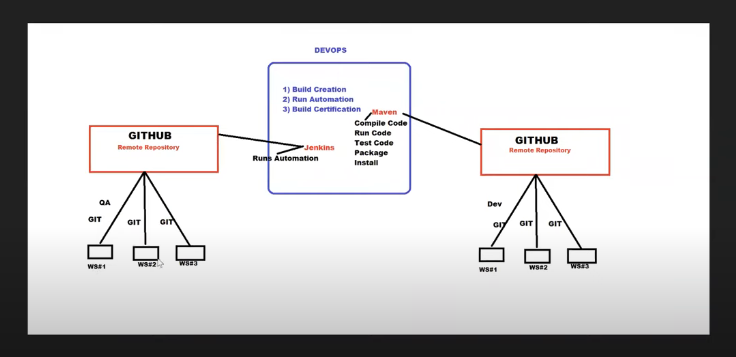 DEVOPS
1) Build Creation
2) Run Automation
3) Build Certification
Maven
Compile Code
Run Code
Test Code
Package
Install
Jenkins
Runs Automation
GITHUB
Remote Repository
QA
GIT
GIT
GIT
WS#1
WS#2
WS#3
GITHUB
Remote Repository
Dev
GIT
GIT
GIT
WS#1
WS#2
WS#3